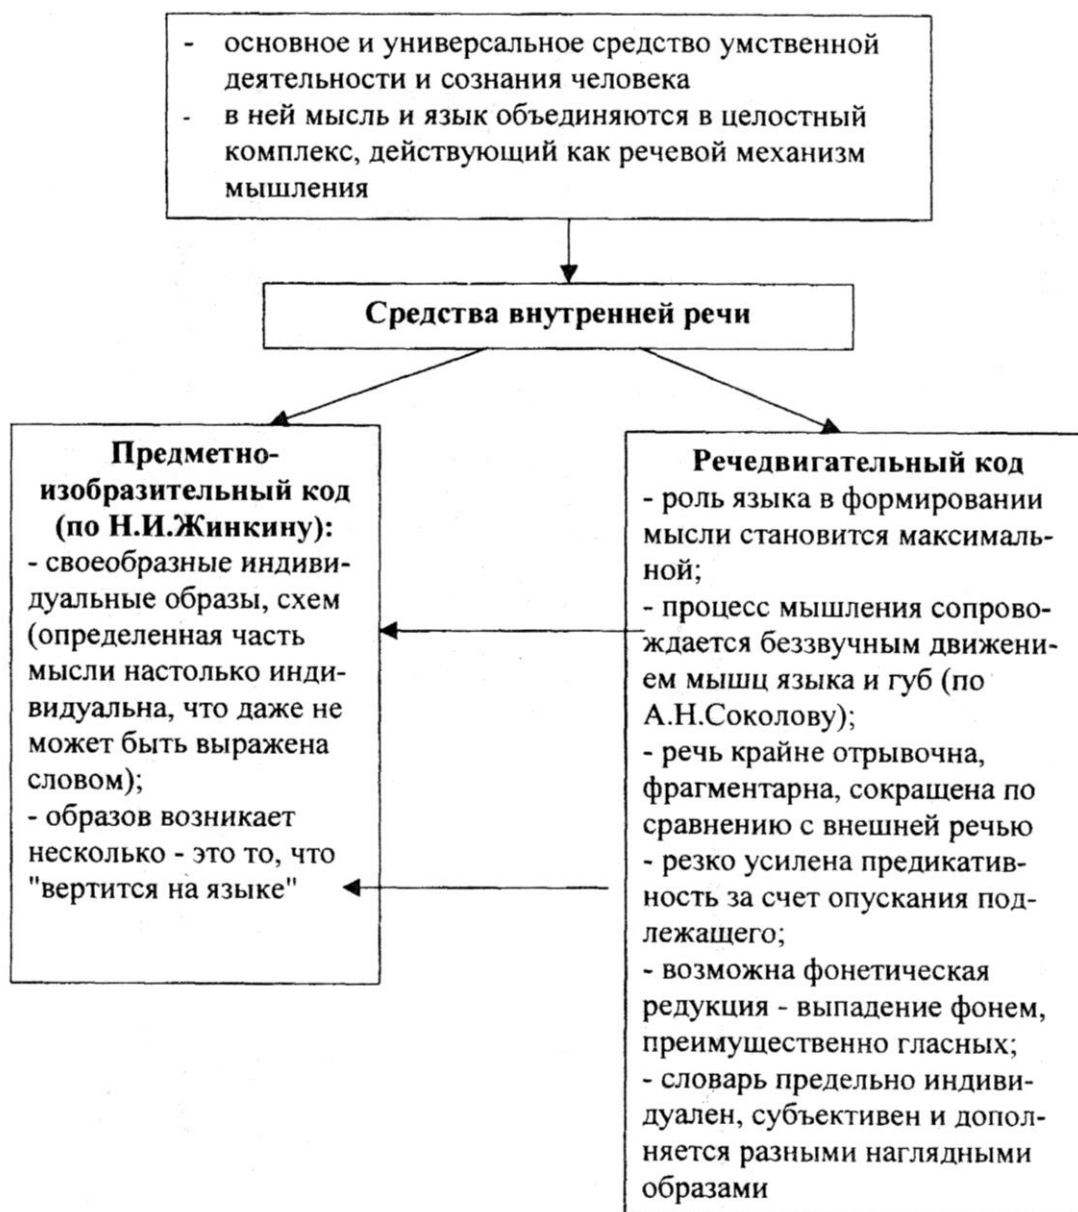 - основное и универсальное средство умственной
деятельности и сознания человека
- в ней мысль и язык объединяются в целостный
комплекс, действующий как речевой механизм
мышления
Средства внутренней речи
Предметно-
изобразительный код
(по Н.И.Жинкину):
- своеобразные индиви-
дуальные образы, схем
(определенная часть
мысли настолько инди-
видуальна, что даже не
может быть выражена
словом);
- образов возникает
несколько - это то, что
"вертится на языке"
Речедвигательный код
- роль языка в формировании
мысли становится максималь-
ной;
- процесс мышления сопрово-
ждается беззвучным движени-
ем мышц языка и губ (по
А.Н.Соколову);
- речь крайне отрывочна,
фрагментарна, сокращена по
сравнению с внешней речью
- резко усилена предикатив-
ность за счет опускания под-
лежащего;
- возможна фонетическая
редукция - выпадение фонем,
преимущественно гласных;
- словарь предельно индиви-
дуален, субъективен и допол-
няется разными наглядными
образами